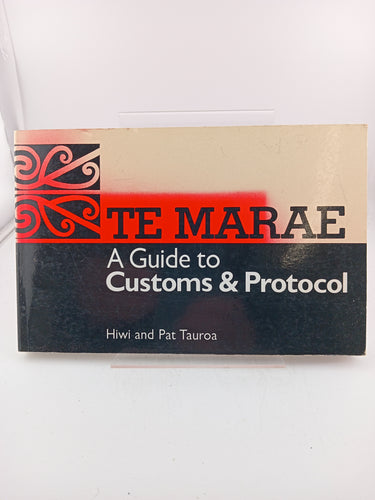 TE MARAE
A Guide to
Customs & Protocol
Hiwi and Pat Tauroa